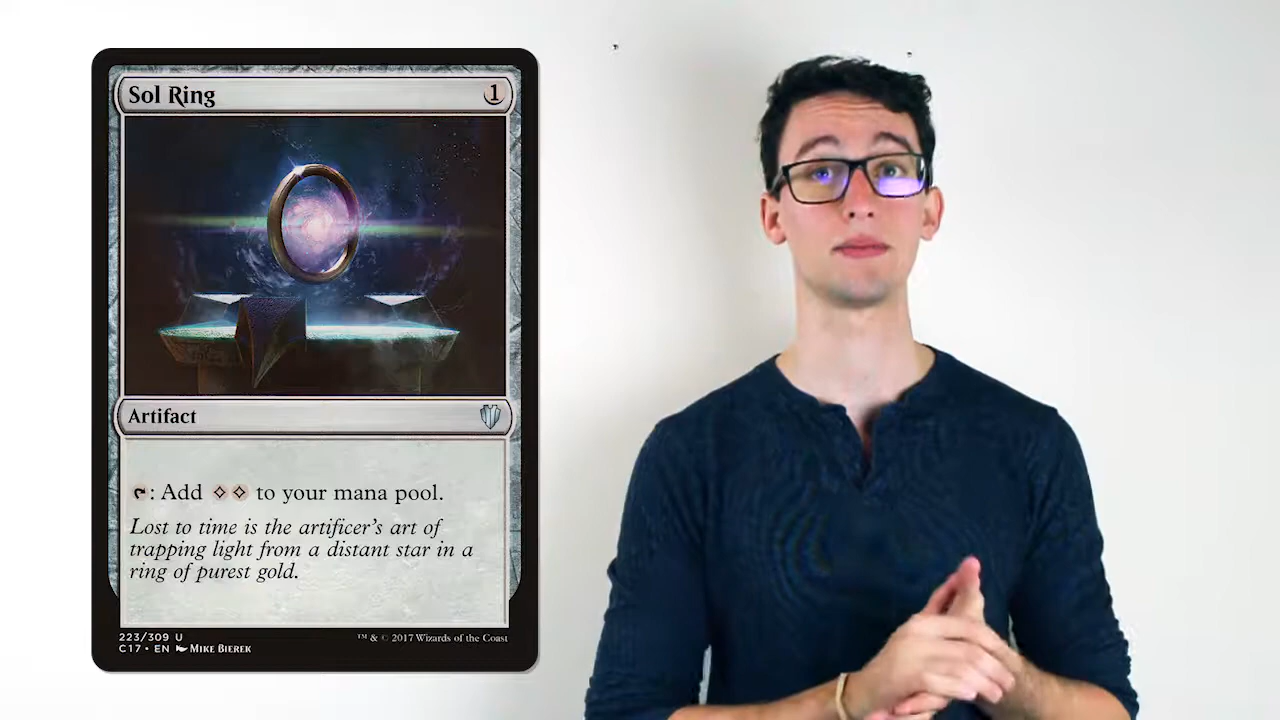 Sol Ring 1
Artifact
: Add to your mana pool.
Lost to time is the artificer's art of
trapping light from a distant star in a
ring of purest gold.
223/309 U
C17 • EN Mike Bierek
™ & © 2017 Wizards of the Coast